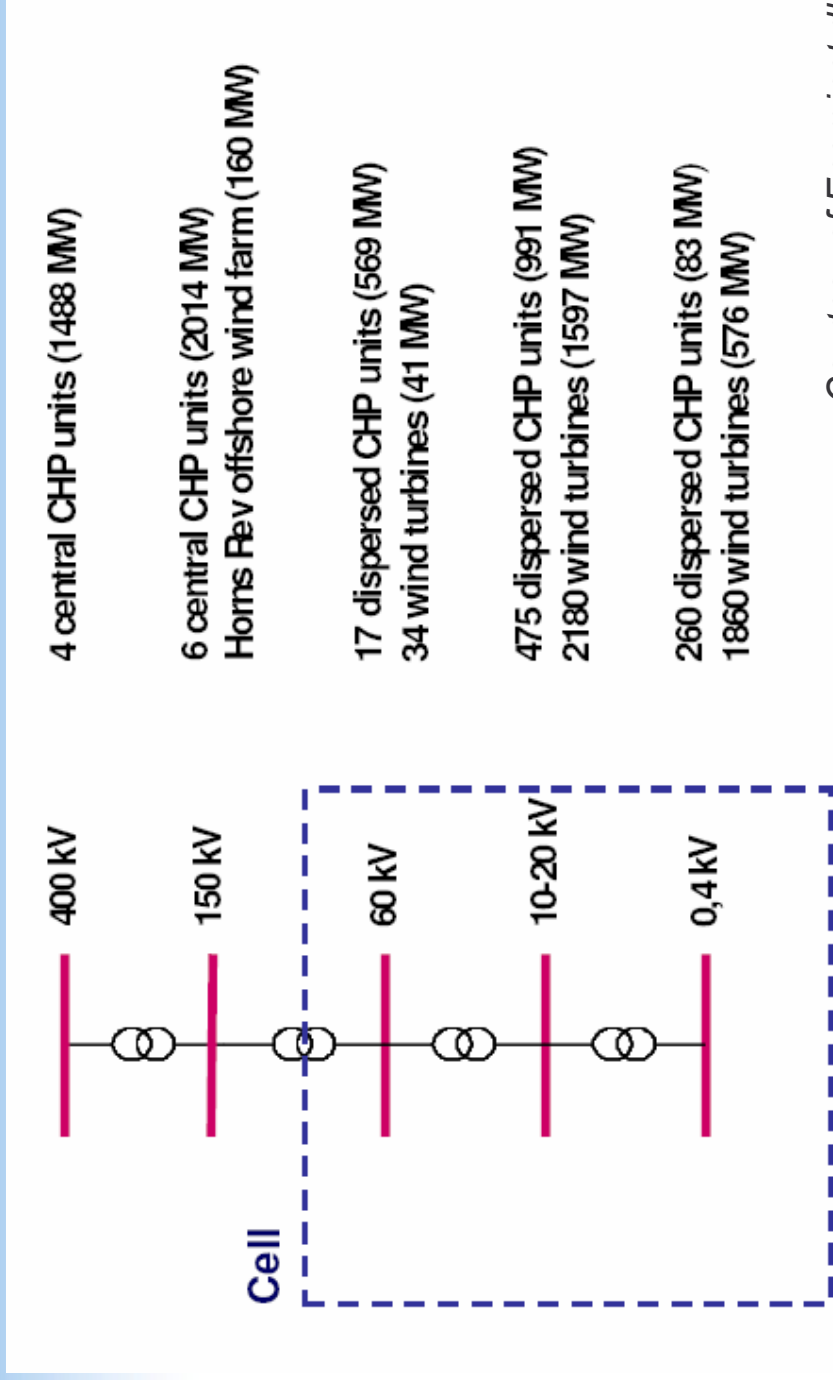 400 kV
4 central CHP units (1488 MW)
150 kV
6 central CHP units (2014 MW)
Horns Rev offshore wind farm (160 MW)
Cell
60 kV
17 dispersed CHP units (569 MW)
34 wind turbines (41 MW)
10-20 kV
475 dispersed CHP units (991 MW)
2180 wind turbines (1597 MW)
0,4 kV
260 dispersed CHP units (83 MW)
1860 wind turbines (576 MW)